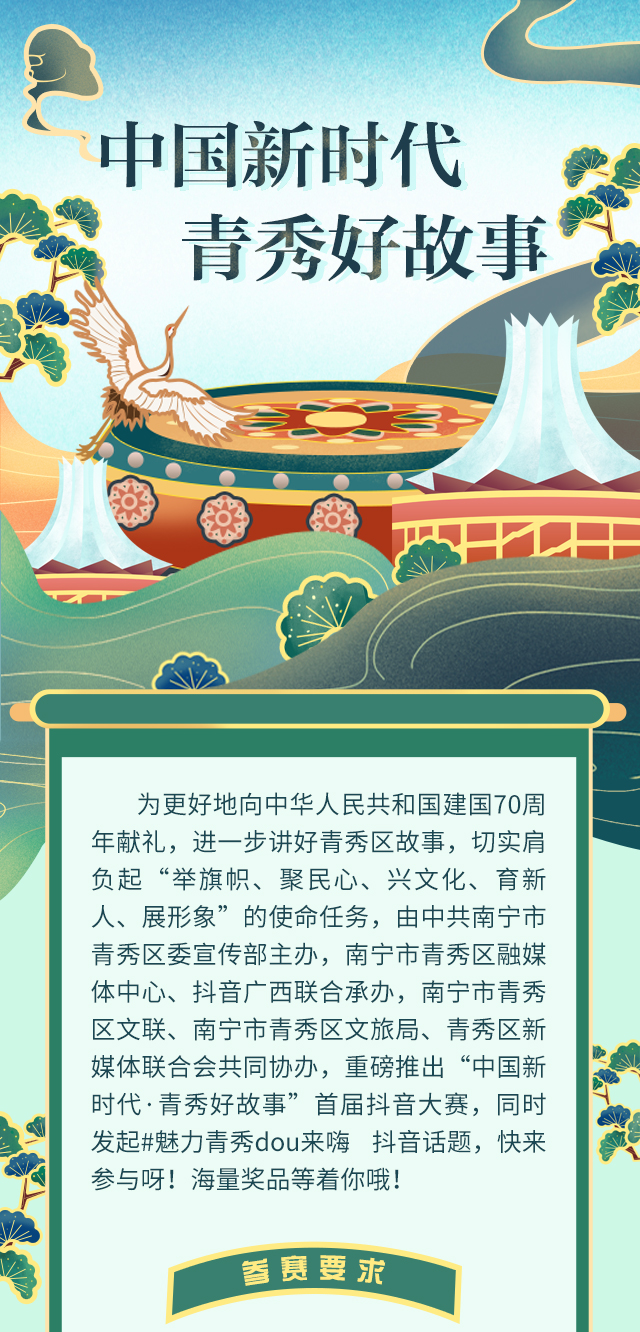 中国新时代
青秀好故事
为更好地向中华人民共和国建国70周
年献礼，进一步讲好青秀区故事，切实肩
负起“举旗帜、聚民心、兴文化、育新
人、展形象”的使命任务，由中共南宁市
青秀区委宣传部主办，南宁市青秀区融媒
体中心、抖音广西联合承办，南宁市青秀
区文联、南宁市青秀区文旅局、青秀区新
媒体联合会共同协办，重磅推出“中国新
时代·青秀好故事”首届抖音大赛，同时
发起#魅力青秀dou来嗨 抖音话题，快来
参与呀！海量奖品等着你哦！
参赛要求